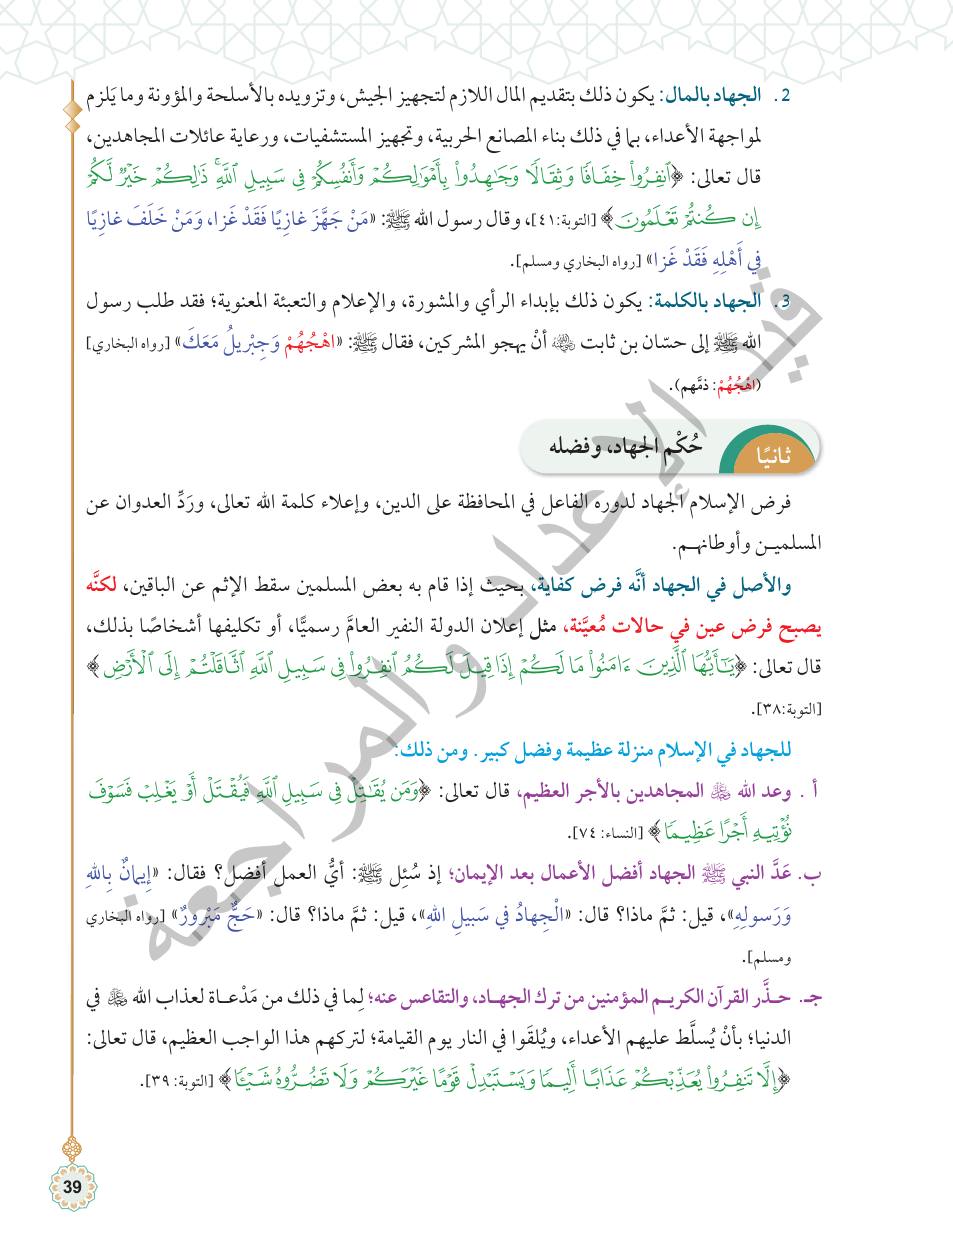 2. الجهاد بالمال: يكون ذلك بتقديم المال اللازم لتجهيز الجيش، وتزويده بالأسلحة والمؤونة وما يَلزم
لمواجهة الأعداء، بما في ذلك بناء المصانع الحربية، وتجهيز المستشفيات، ورعاية عائلات المجاهدين،
قال تعالى: ﴿ٱنفِرُوا۟ خِفَافًا وَثِقَالًا وَجَٰهِدُوا۟ بِأَمْوَٰلِكُمْ وَأَنفُسِكُمْ فِى سَبِيلِ ٱللَّهِ ۚ ذَٰلِكُمْ خَيْرٌ لَّكُمْ
إِن كُنتُمْ تَعْلَمُونَ﴾ [التوبة:٤١]، وقال رسول الله ﷺ: «مَنْ جَهَّزَ غازِيًا فَقَدْ غَزا، وَمَنْ خَلَفَ غازِيًا
في أَهْلِهِ فَقَدْ غَزا» [رواه البخاري ومسلم].
3. الجهاد بالكلمة: يكون ذلك بإبداء الرأي والمشورة، والإعلام والتعبئة المعنوية؛ فقد طلب رسول
الله ﷺ إلى حسّان بن ثابت رضي الله عنه أنْ يهجو المشركين، فقال ﷺ: «اهْجُهُمْ وَجِبْريلُ مَعَكَ» [رواه البخاري]
(اهْجُهُمْ: ذمَّهم).
ثانيًا
حُكْم الجهاد، وفضله
فرض الإسلام الجهاد لدوره الفاعل في المحافظة على الدين، وإعلاء كلمة الله تعالى، ورَدِّ العدوان عن
المسلمين وأوطانهم.
والأصل في الجهاد أنَّه فرض كفاية، بحيث إذا قام به بعض المسلمين سقط الإثم عن الباقين، لكنَّه
يصبح فرض عين في حالات مُعيَّنة، مثل إعلان الدولة النفير العامَّ رسميًّا، أو تكليفها أشخاصًا بذلك،
قال تعالى: ﴿يَٰٓأَيُّهَا ٱلَّذِينَ ءَامَنُوا۟ مَا لَكُمْ إِذَا قِيلَ لَكُمُ ٱنفِرُوا۟ فِى سَبِيلِ ٱللَّهِ ٱثَّاقَلْتُمْ إِلَى ٱلْأَرْضِ﴾
[التوبة:٣٨].
للجهاد في الإسلام منزلة عظيمة وفضل كبير. ومن ذلك:
أ . وعد الله ﷻ المجاهدين بالأجر العظيم، قال تعالى: ﴿وَمَن يُقَٰتِلْ فِى سَبِيلِ ٱللَّهِ فَيُقْتَلْ أَوْ يَغْلِبْ فَسَوْفَ
نُؤْتِيهِ أَجْرًا عَظِيمًا﴾ [النساء: ٧٤].
ب. عَدَّ النبي ﷺ الجهاد أفضل الأعمال بعد الإيمان؛ إذ سُئِل ﷺ: أيُّ العمل أفضل؟ فقال: «إيمانٌ بِاللهِ
وَرَسولِهِ»، قيل: ثمَّ ماذا؟ قال: «الْجِهادُ في سَبيلِ اللهِ»، قيل: ثمَّ ماذا؟ قال: «حَجٌّ مَبْرورٌ» [رواه البخاري
ومسلم].
جـ. حذَّر القرآن الكريم المؤمنين من ترك الجهاد، والتقاعس عنه؛ لِما في ذلك من مَدْعاة لعذاب الله ﷻ في
الدنيا؛ بأنْ يُسلَّط عليهم الأعداء، ويُلقَوا في النار يوم القيامة؛ لتركهم هذا الواجب العظيم، قال تعالى:
﴿إِلَّا تَنفِرُوا۟ يُعَذِّبْكُمْ عَذَابًا أَلِيمًا وَيَسْتَبْدِلْ قَوْمًا غَيْرَكُمْ وَلَا تَضُرُّوهُ شَيْـًٔا﴾ [التوبة: ٣٩].
39
قيد الإعداد والمراجعة